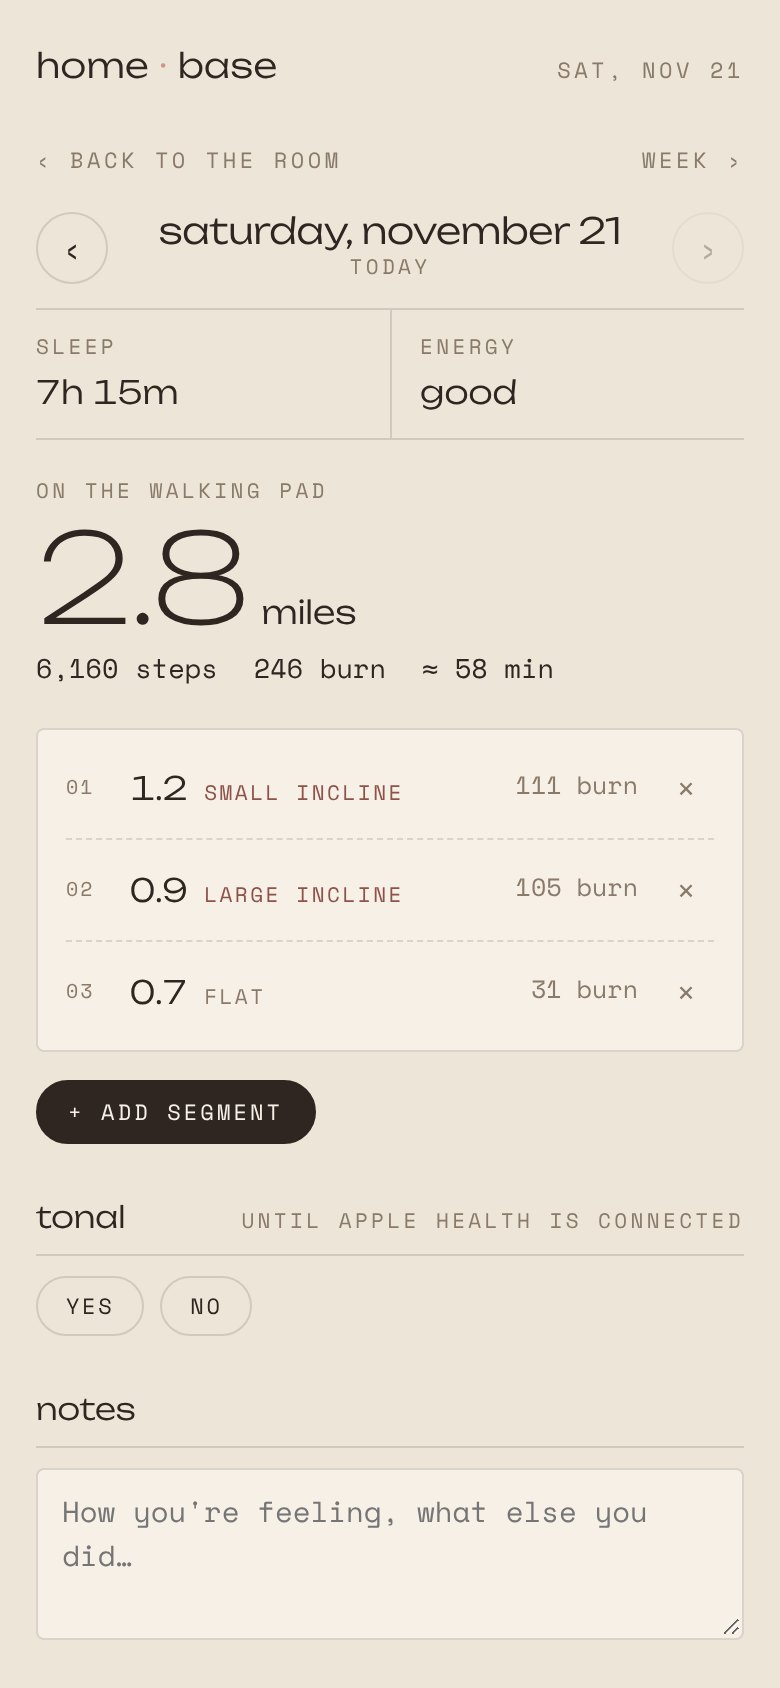 home · base
SAT, NOV 21
‹ BACK TO THE ROOM
WEEK ›
‹
saturday, november 21
›
TODAY
SLEEP
7h 15m
ENERGY
good
ON THE WALKING PAD
2.8 miles
6,160 steps 246 burn ≈ 58 min
01 1.2 SMALL INCLINE 111 burn ×
02 0.9 LARGE INCLINE 105 burn ×
03 0.7 FLAT 31 burn ×
+ ADD SEGMENT
tonal UNTIL APPLE HEALTH IS CONNECTED
YES NO
notes
How you're feeling, what else you
did…